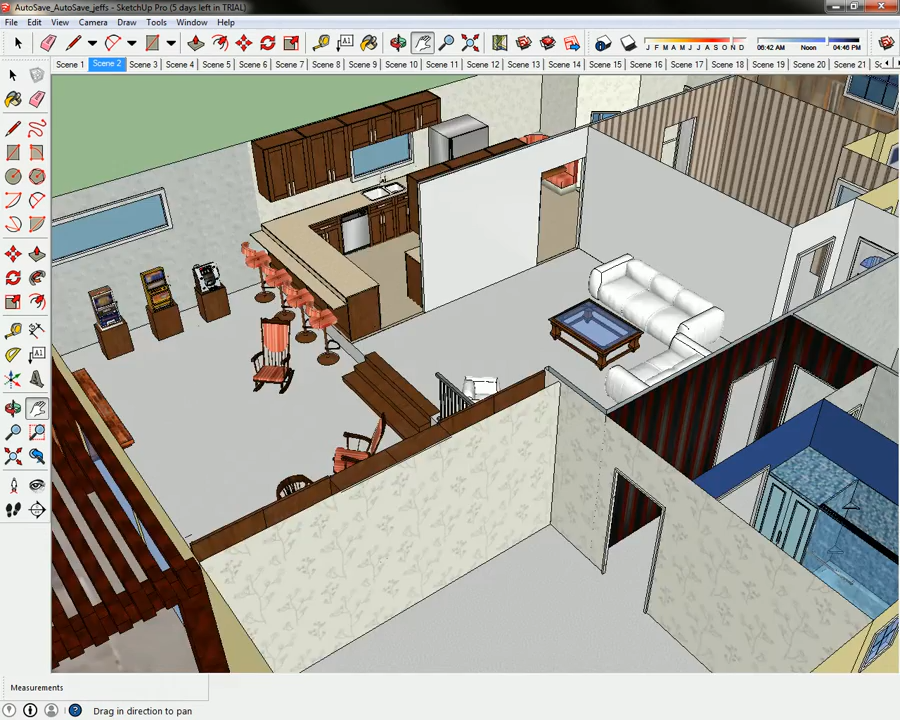 AutoSave_AutoSave_jeffs - SketchUp Pro (5 days left in TRIAL)
File Edit View Camera Draw Tools Window Help
J F M A M J J A S O N D 06:42 AM Noon 04:46 PM
Scene 1 Scene 2 Scene 3 Scene 4 Scene 5 Scene 6 Scene 7 Scene 8 Scene 9 Scene 10 Scene 11 Scene 12 Scene 13 Scene 14 Scene 15 Scene 16 Scene 17 Scene 18 Scene 19 Scene 20 Scene 21 Sc
Measurements
Drag in direction to pan